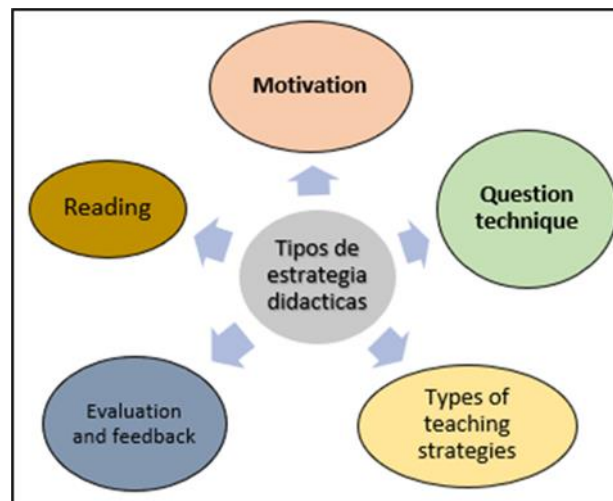 Motivation
Reading
Question
technique
Tipos de
estrategia
didacticas
Evaluation
and feedback
Types of
teaching
strategies